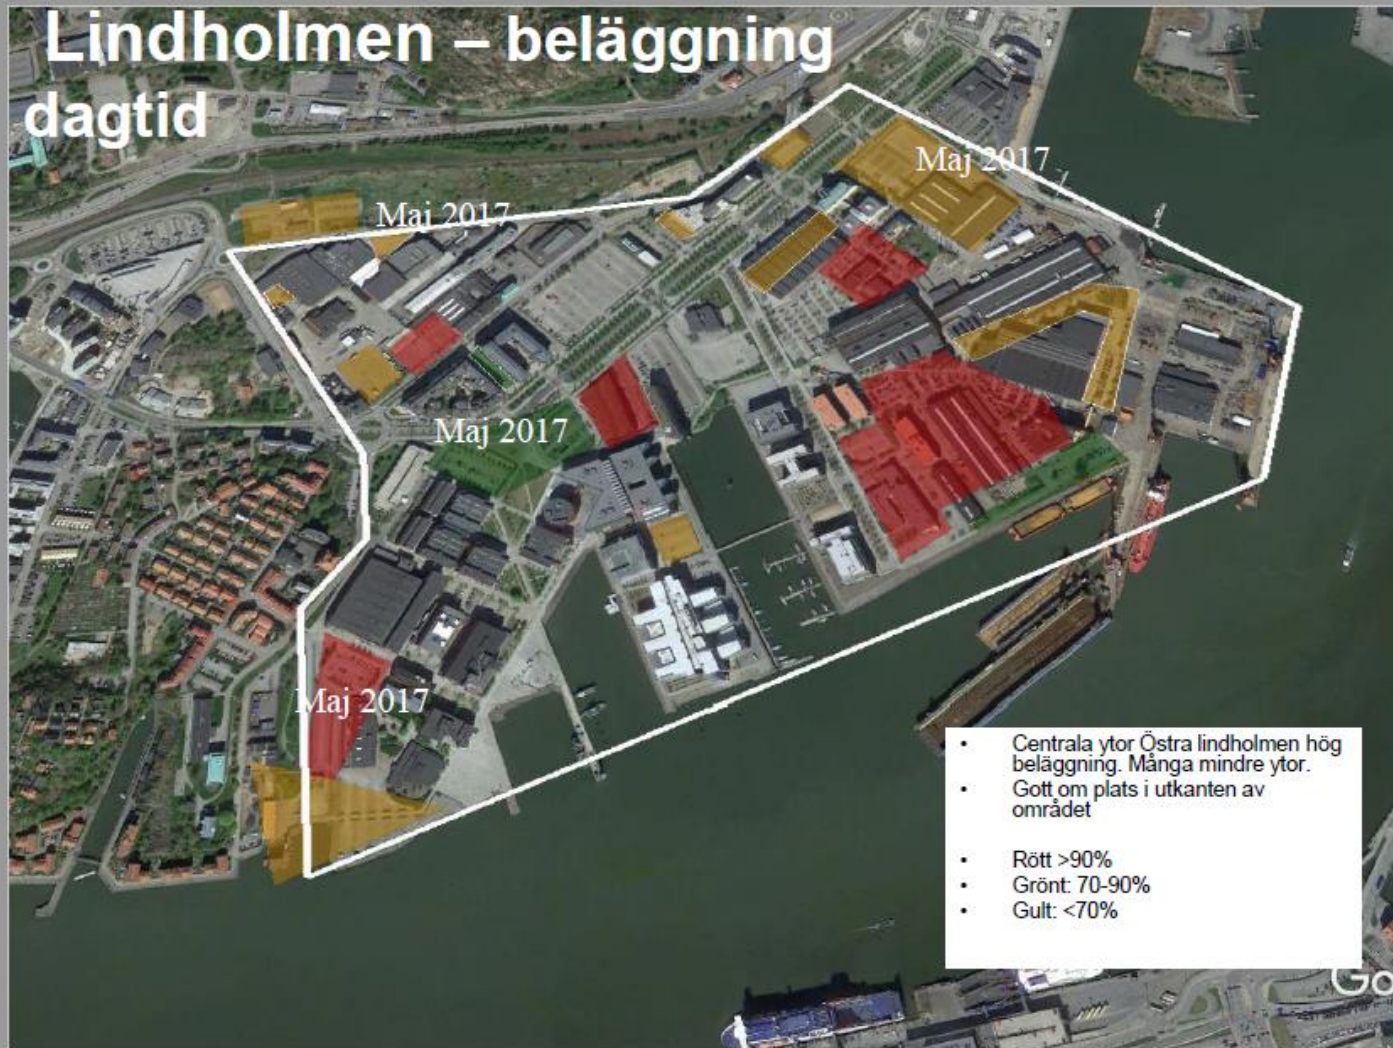 Lindholmen – beläggning
dagtid
Maj 2017
Maj 2017
Maj 2017
Maj 2017
• Centrala ytor Östra lindholmen hög
beläggning. Många mindre ytor.
• Gott om plats i utkanten av
området
• Rött >90%
• Grönt: 70-90%
• Gult: <70%
Go